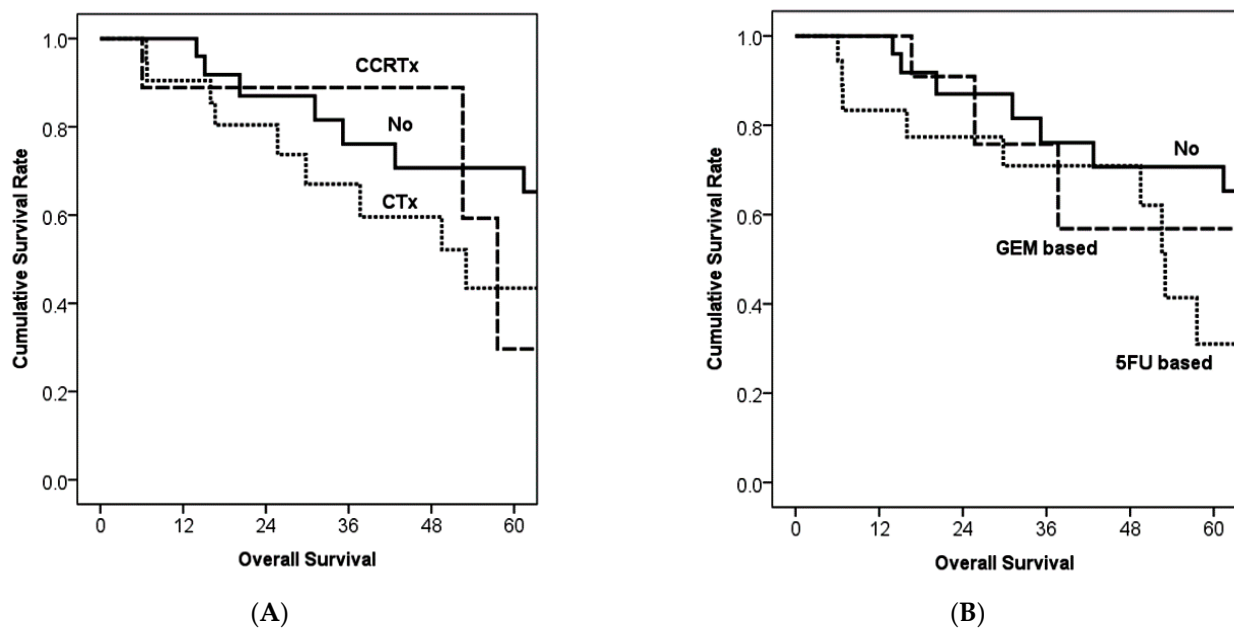 1.0
0.8
0.6
0.4
0.2
0.0
Cumulative Survival Rate
CCRTx
No
CTx
0 12 24 36 48 60
Overall Survival
(A)
1.0
0.8
0.6
0.4
0.2
0.0
Cumulative Survival Rate
No
GEM based
5FU based
0 12 24 36 48 60
Overall Survival
(B)